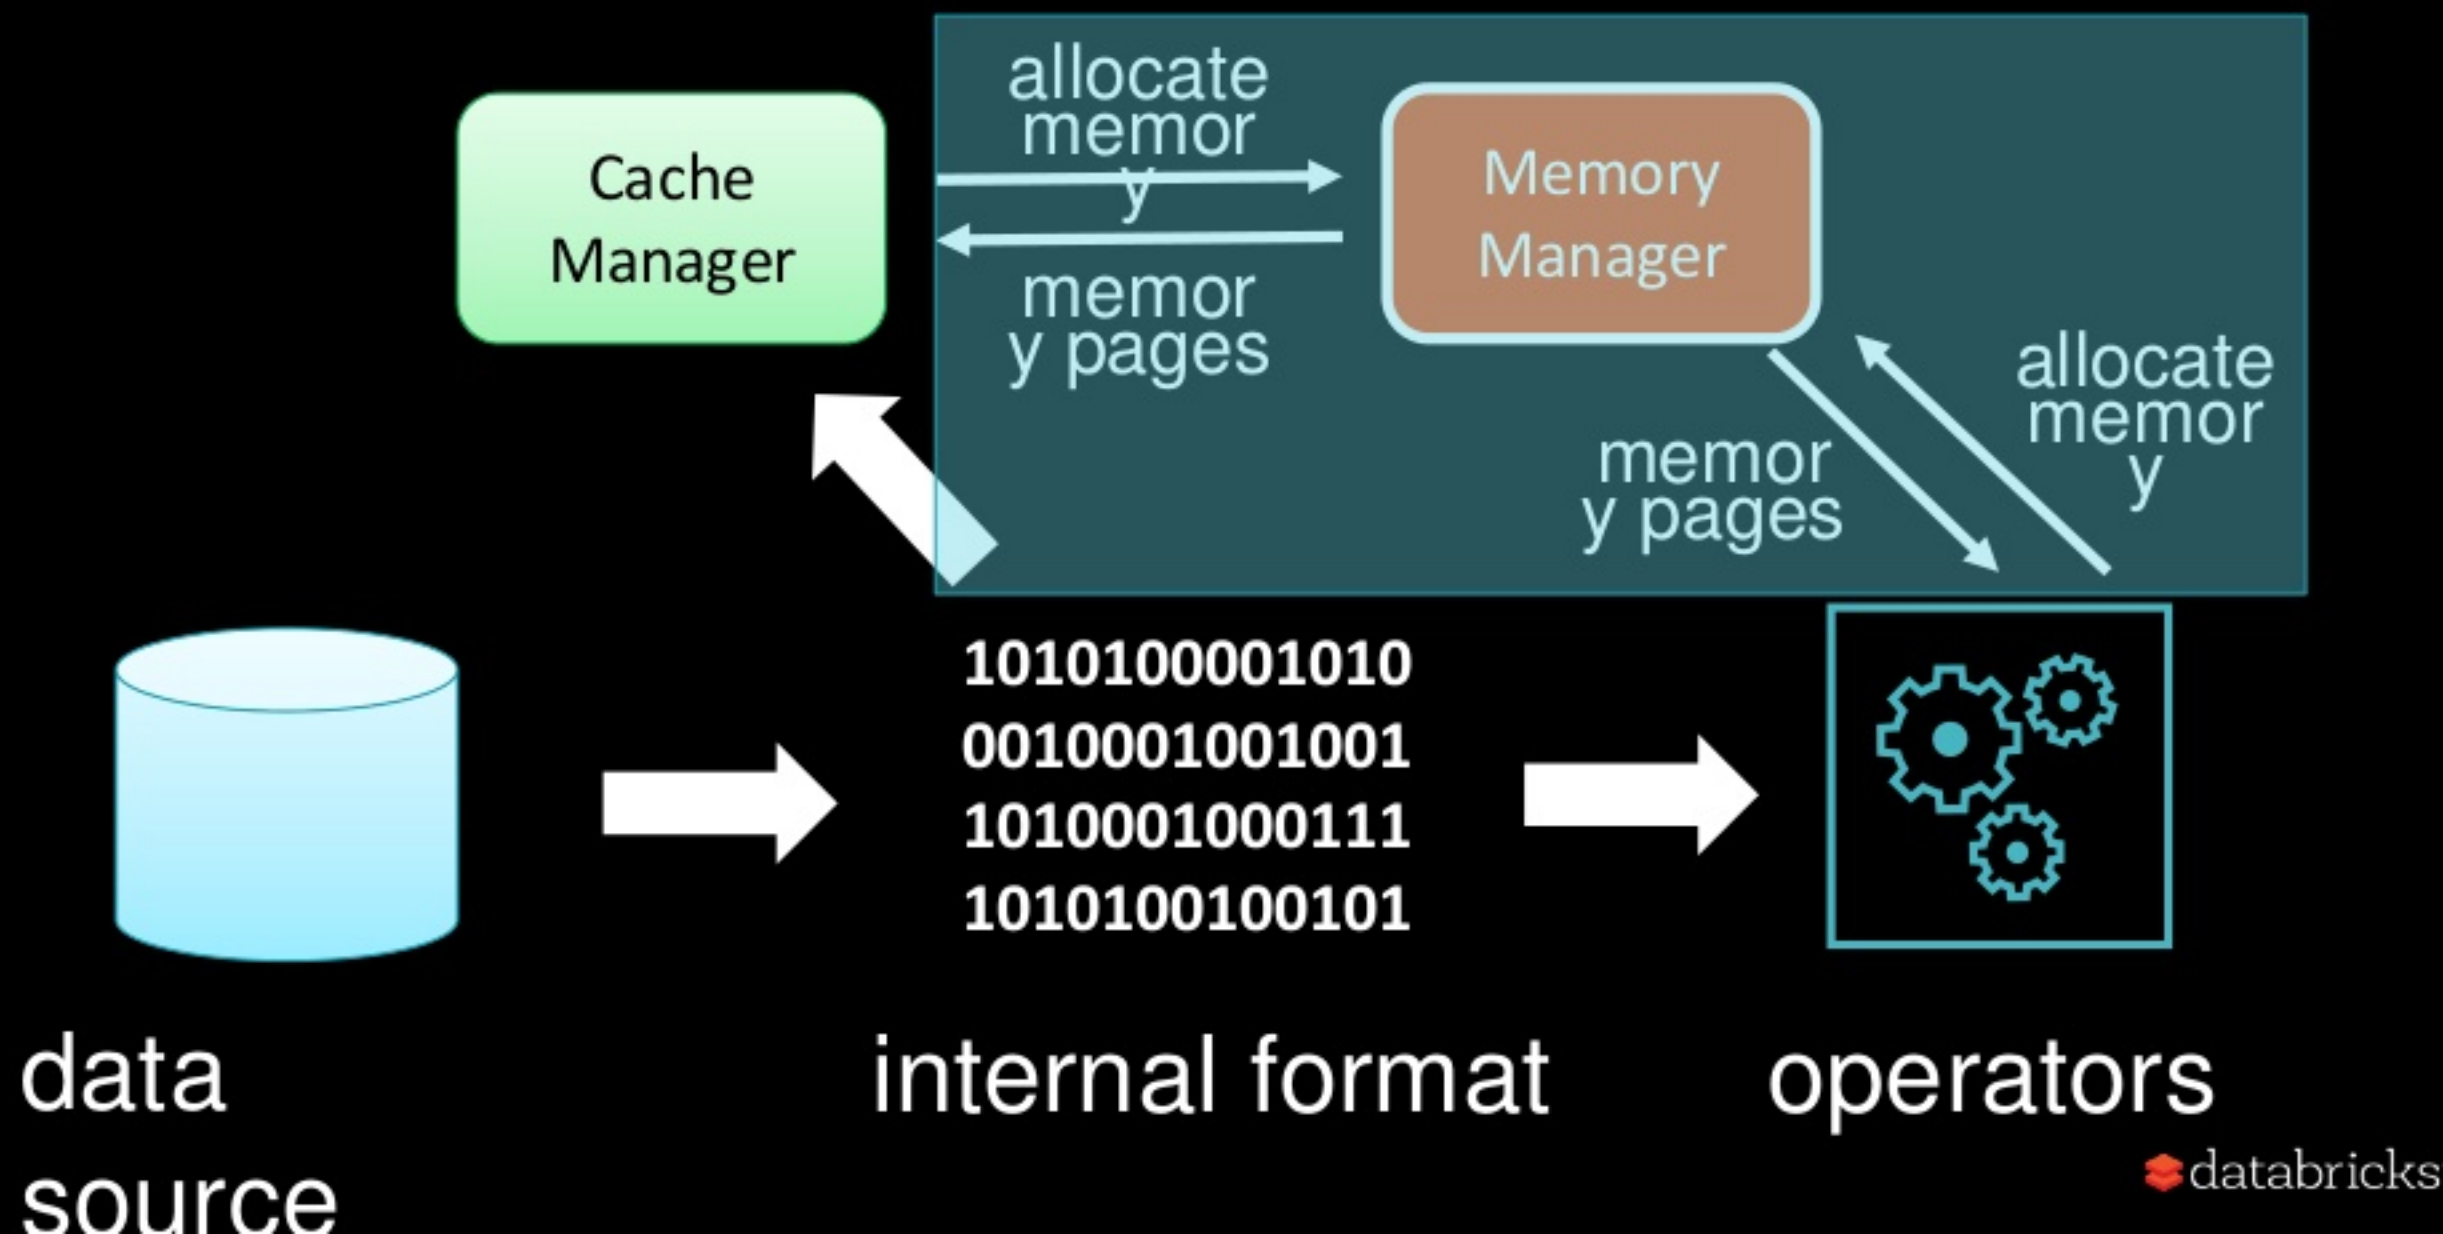 allocate
memor
y
Cache
Manager
memor
y pages
Memory
Manager
allocate
memor
y
memor
y pages
1010100001010
0010001001001
1010001000111
1010100100101
data
source
internal format
operators
databricks